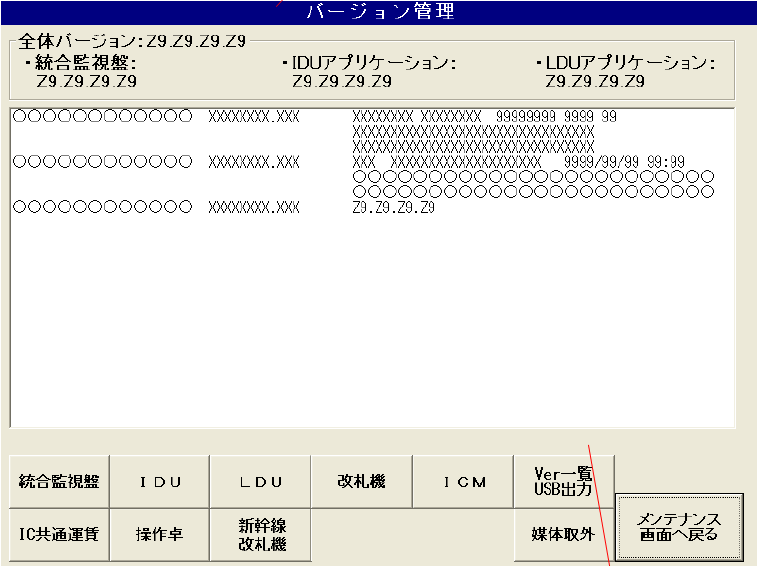 バージョン管理
全体バージョン:Z9.Z9.Z9.Z9
・統合監視盤: ・IDUアプリケーション: ・LDUアプリケーション:
Z9.Z9.Z9.Z9 Z9.Z9.Z9.Z9 Z9.Z9.Z9.Z9
○○○○○○○○○○○○ XXXXXXXX.XXX XXXXXXXX XXXXXXXX 99999999 9999 99
XXXXXXXXXXXXXXXXXXXXXXXXXXXXXXXX
XXXXXXXXXXXXXXXXXXXXXXXXXXXXXXXX
○○○○○○○○○○○○ XXXXXXXX.XXX XXX XXXXXXXXXXXXXXXXXXXX 9999/99/99 99:99
○○○○○○○○○○○○○○○○○○○○○○○○
○○○○○○○○○○○○○○○○○○○○○○○○
○○○○○○○○○○○○ XXXXXXXX.XXX Z9.Z9.Z9.Z9
統合監視盤 IDU LDU 改札機 ICM Ver一覧
USB出力
IC共通運賃 操作卓 新幹線
改札機
媒体取外
メンテナンス
画面へ戻る